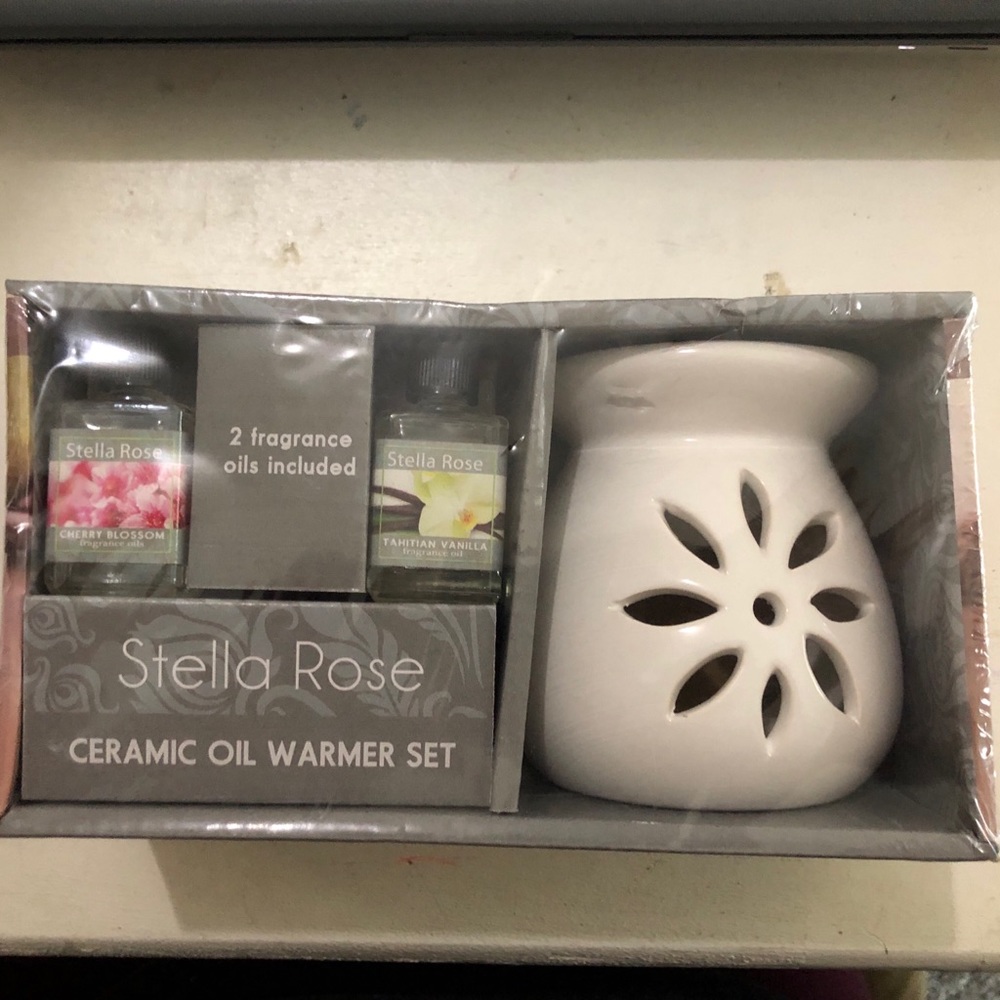 Stella Rose
CHERRY BLOSSOM
fragrance oils
2 fragrance
oils included
Stella Rose
TAHITIAN VANILLA
fragrance oil
Stella Rose
CERAMIC OIL WARMER SET